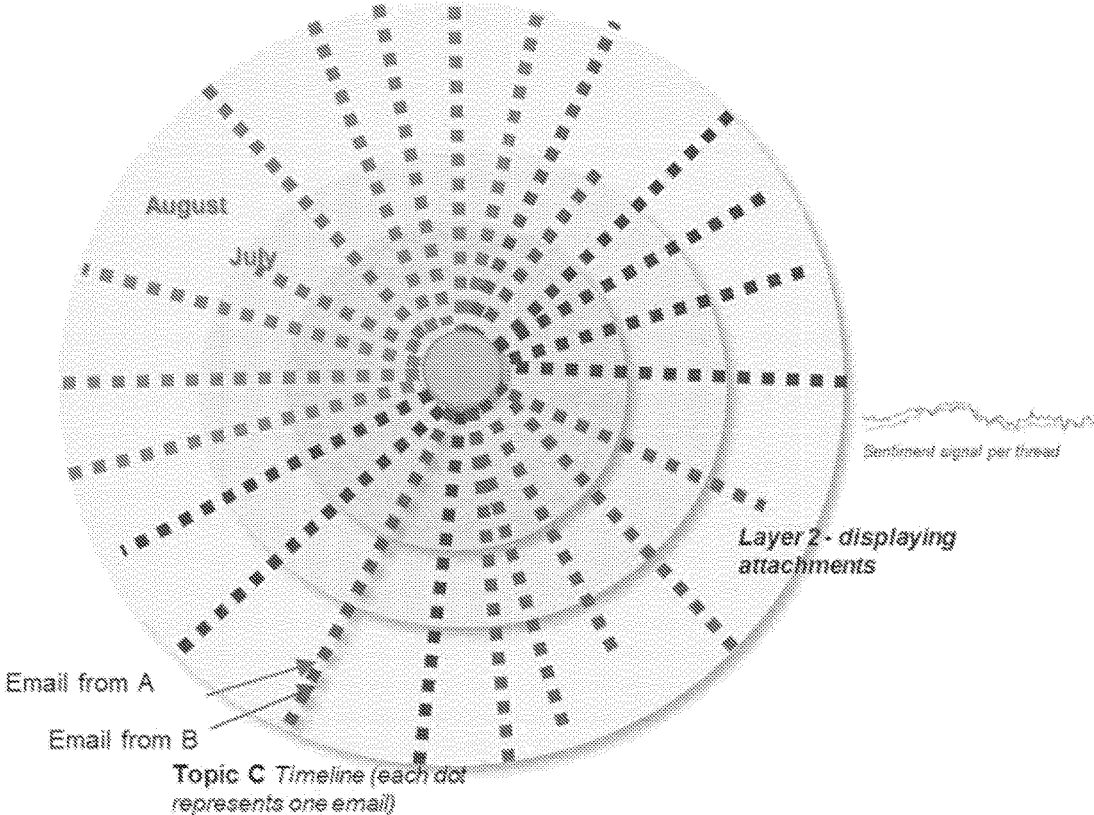 August
July
Sentiment signal per thread
Layer 2 - displaying
attachments
Email from A
Email from B
Topic C Timeline (each dot
represents one email)